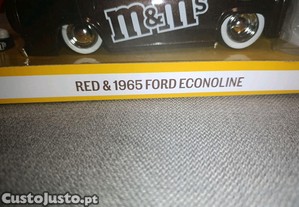 m&m's
RED & 1965 FORD ECONOLINE
CustoJusto.pt